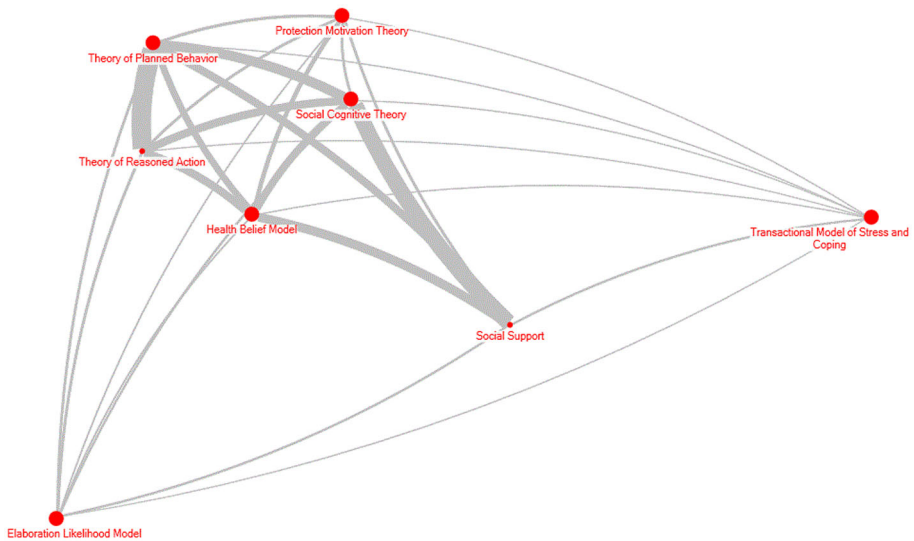 Protection Motivation Theory
Theory of Planned Behavior
Social Cognitive Theory
Theory of Reasoned Action
Health Belief Model
Transactional Model of Stress and
Coping
Social Support
Elaboration Likelihood Model